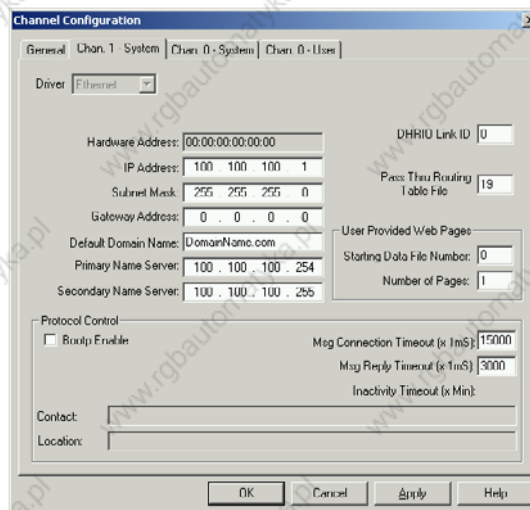 Channel Configuration
General
Chan. 1 - System
Chan. 0 - System
Chan. 0 - User
Driver Ethernet
Hardware Address: 00:00:00:00:00:00
IP Address: 100 . 100 . 100 . 1
Subnet Mask: 255 . 255 . 255 . 0
Gateway Address: 0 . 0 . 0 . 0
Default Domain Name: DomainName.com
Primary Name Server: 100 . 100 . 100 . 254
Secondary Name Server: 100 . 100 . 100 . 255
DHRIO Link ID 0
Pass Thru Routing
Table File 19
User Provided Web Pages
Starting Data File Number: 0
Number of Pages: 1
Protocol Control
Bootp Enable
Msg Connection Timeout (x 1mS): 15000
Msg Reply Timeout (x 1mS): 3000
Inactivity Timeout (x Min):
Contact:
Location:
OK
Cancel
Apply
Help
www.rgbautomatyka.pl